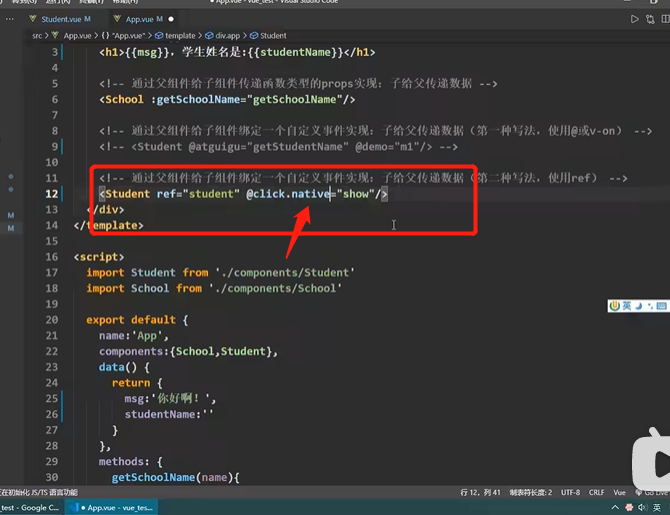 App.vue - vue_test - Visual Studio Code
Student.vue M App.vue M ●
src > App.vue > "App.vue" > template > div.app > Student
3 <h1>{{msg}}，学生姓名是:{{studentName}}</h1>
4
5 <!-- 通过父组件给子组件传递函数类型的props实现：子给父传递数据 -->
6 <School :getSchoolName="getSchoolName"/>
7
8 <!-- 通过父组件给子组件绑定一个自定义事件实现：子给父传递数据（第一种写法，使用@或v-on） -->
9 <!-- <Student @atguigu="getStudentName" @demo="m1"/> -->
10
11 <!-- 通过父组件给子组件绑定一个自定义事件实现：子给父传递数据（第二种写法，使用ref） -->
12 <Student ref="student" @click.native="show"/>
13 </div>
14 </template>
15
16 <script>
17 import Student from './components/Student'
18 import School from './components/School'
19
20 export default {
21 name:'App',
22 components:{School,Student},
23 data() {
24 return {
25 msg:'你好啊！',
26 studentName:''
27 }
28 },
29 methods: {
30 getSchoolName(name){
M
M
英
正在初始化 JS/TS 语言功能
行 12，列 41 制表符长度: 2 UTF-8 CRLF Vue Go Live
_test - Google C... ● App.vue - vue_tes... 英